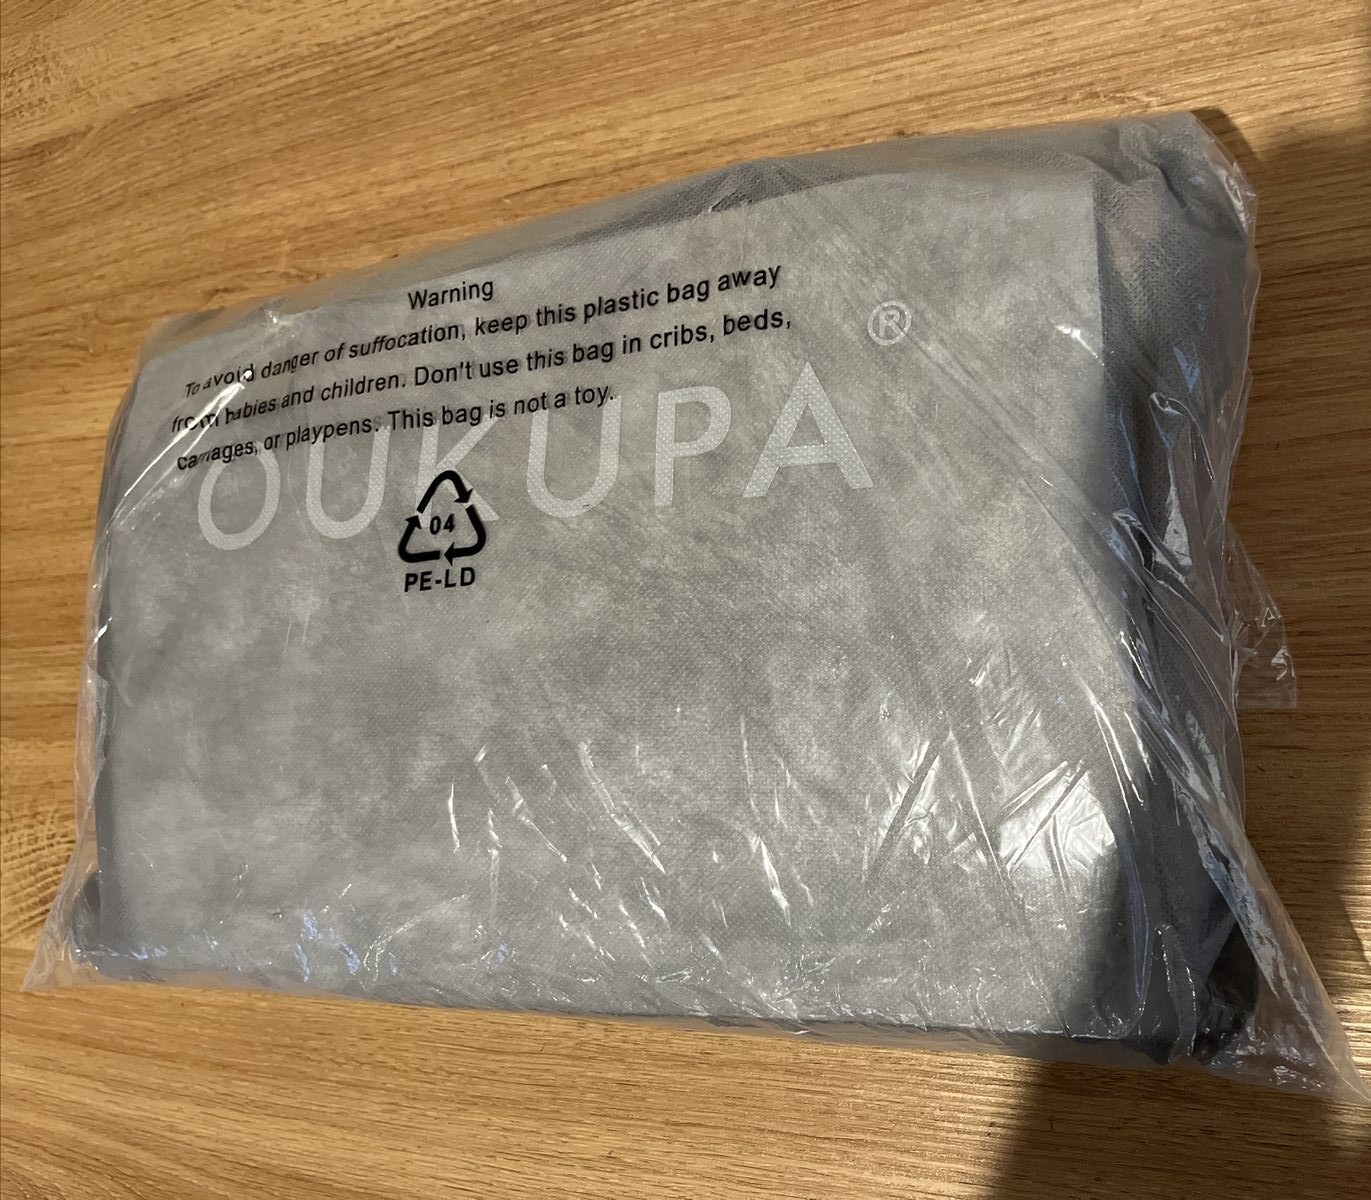 Warning
To avoid danger of suffocation, keep this plastic bag away
from babies and children. Don't use this bag in cribs, beds,
carriages, or playpens. This bag is not a toy.
OUKUPA®
04
PE-LD